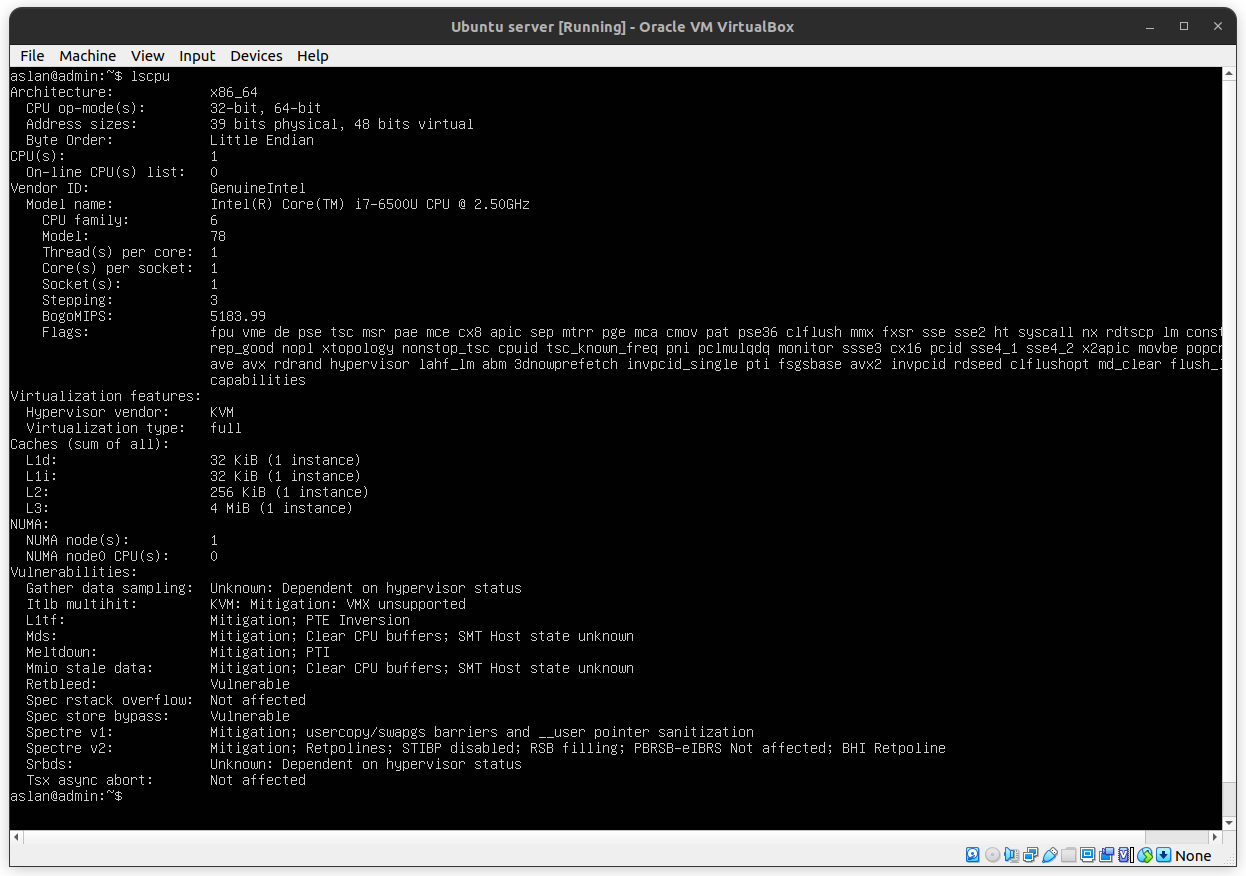 Ubuntu server [Running] - Oracle VM VirtualBox
File Machine View Input Devices Help
aslan@admin:~$ lscpu
Architecture: x86_64
CPU op-mode(s): 32-bit, 64-bit
Address sizes: 39 bits physical, 48 bits virtual
Byte Order: Little Endian
CPU(s): 1
On-line CPU(s) list: 0
Vendor ID: GenuineIntel
Model name: Intel(R) Core(TM) i7-6500U CPU @ 2.50GHz
CPU family: 6
Model: 78
Thread(s) per core: 1
Core(s) per socket: 1
Socket(s): 1
Stepping: 3
BogoMIPS: 5183.99
Flags: fpu vme de pse tsc msr pae mce cx8 apic sep mtrr pge mca cmov pat pse36 clflush mmx fxsr sse sse2 ht syscall nx rdtscp lm const
rep_good nopl xtopology nonstop_tsc cpuid tsc_known_freq pni pclmulqdq monitor ssse3 cx16 pcid sse4_1 sse4_2 x2apic movbe popcn
ave avx rdrand hypervisor lahf_lm abm 3dnowprefetch invpcid_single pti fsgsbase avx2 invpcid rdseed clflushopt md_clear flush_l
capabilities
Virtualization features:
Hypervisor vendor: KVM
Virtualization type: full
Caches (sum of all):
L1d: 32 KiB (1 instance)
L1i: 32 KiB (1 instance)
L2: 256 KiB (1 instance)
L3: 4 MiB (1 instance)
NUMA:
NUMA node(s): 1
NUMA node0 CPU(s): 0
Vulnerabilities:
Gather data sampling: Unknown: Dependent on hypervisor status
Itlb multihit: KVM: Mitigation: VMX unsupported
L1tf: Mitigation; PTE Inversion
Mds: Mitigation; Clear CPU buffers; SMT Host state unknown
Meltdown: Mitigation; PTI
Mmio stale data: Mitigation; Clear CPU buffers; SMT Host state unknown
Retbleed: Vulnerable
Spec rstack overflow: Not affected
Spec store bypass: Vulnerable
Spectre v1: Mitigation; usercopy/swapgs barriers and __user pointer sanitization
Spectre v2: Mitigation; Retpolines; STIBP disabled; RSB filling; PBRSB-eIBRS Not affected; BHI Retpoline
Srbds: Unknown: Dependent on hypervisor status
Tsx async abort: Not affected
aslan@admin:~$
None